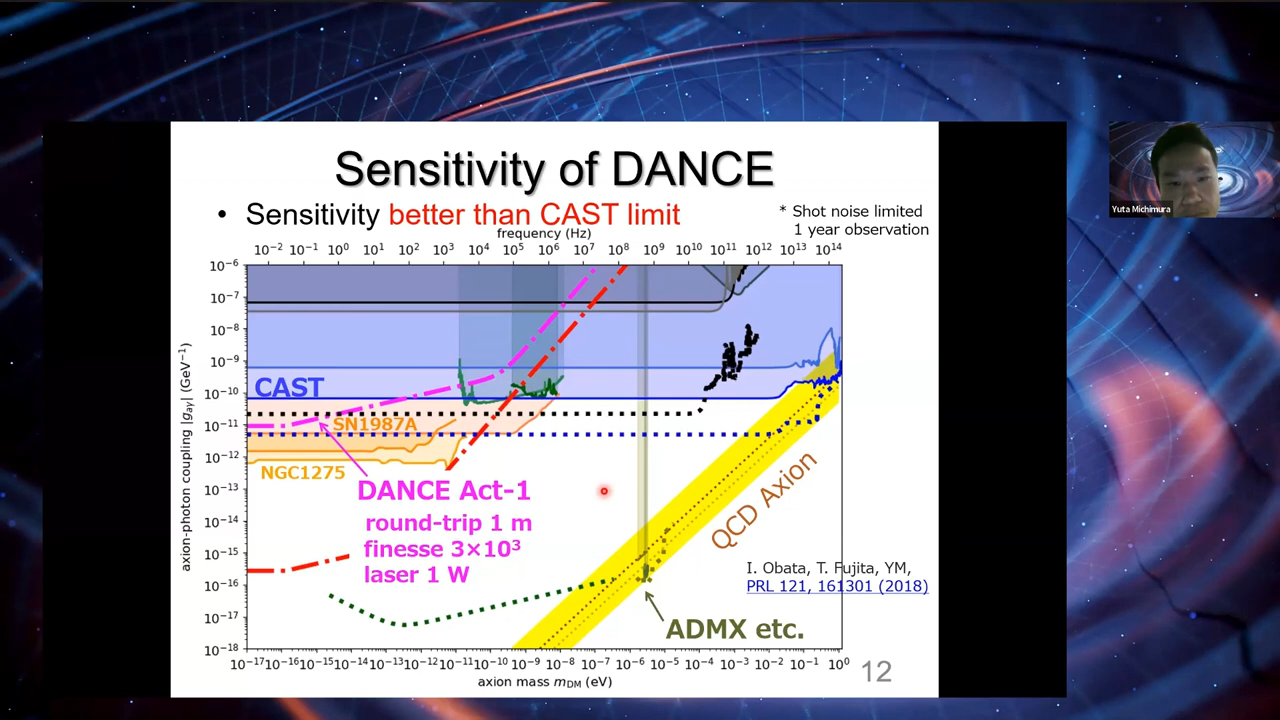 Sensitivity of DANCE
• Sensitivity better than CAST limit
* Shot noise limited
1 year observation
Yuta Michimura
frequency (Hz)
10⁻² 10⁻¹ 10⁰ 10¹ 10² 10³ 10⁴ 10⁵ 10⁶ 10⁷ 10⁸ 10⁹ 10¹⁰ 10¹¹ 10¹² 10¹³ 10¹⁴
axion-photon coupling |gₐᵧ| (GeV⁻¹)
10⁻⁶
10⁻⁷
10⁻⁸
10⁻⁹
10⁻¹⁰
10⁻¹¹
10⁻¹²
10⁻¹³
10⁻¹⁴
10⁻¹⁵
10⁻¹⁶
10⁻¹⁷
10⁻¹⁸
CAST
SN1987A
NGC1275
DANCE Act-1
round-trip 1 m
finesse 3×10³
laser 1 W
QCD Axion
I. Obata, T. Fujita, YM,
PRL 121, 161301 (2018)
ADMX etc.
10⁻¹⁷ 10⁻¹⁶ 10⁻¹⁵ 10⁻¹⁴ 10⁻¹³ 10⁻¹² 10⁻¹¹ 10⁻¹⁰ 10⁻⁹ 10⁻⁸ 10⁻⁷ 10⁻⁶ 10⁻⁵ 10⁻⁴ 10⁻³ 10⁻² 10⁻¹ 10⁰
axion mass m_DM (eV)
12